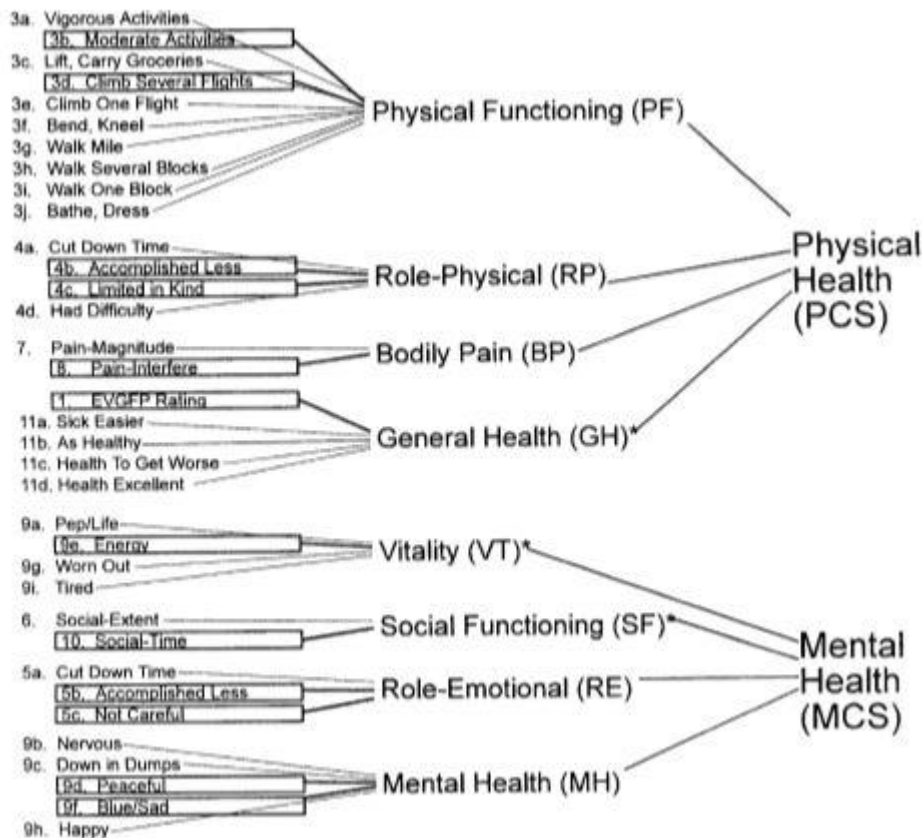 3a. Vigorous Activities
3b. Moderate Activities
3c. Lift, Carry Groceries
3d. Climb Several Flights
3e. Climb One Flight
3f. Bend, Kneel
3g. Walk Mile
3h. Walk Several Blocks
3i. Walk One Block
3j. Bathe, Dress
Physical Functioning (PF)
4a. Cut Down Time
4b. Accomplished Less
4c. Limited in Kind
4d. Had Difficulty
Role-Physical (RP)
7. Pain-Magnitude
8. Pain-Interfere
Bodily Pain (BP)
1. EVGFP Rating
11a. Sick Easier
11b. As Healthy
11c. Health To Get Worse
11d. Health Excellent
General Health (GH)*
Physical
Health
(PCS)
9a. Pep/Life
9e. Energy
9g. Worn Out
9i. Tired
Vitality (VT)*
6. Social-Extent
10. Social-Time
Social Functioning (SF)*
5a. Cut Down Time
5b. Accomplished Less
5c. Not Careful
Role-Emotional (RE)
9b. Nervous
9c. Down in Dumps
9d. Peaceful
9f. Blue/Sad
9h. Happy
Mental Health (MH)
Mental
Health
(MCS)